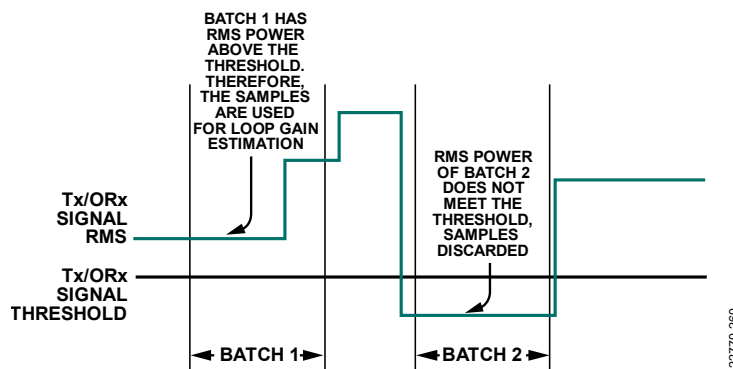 BATCH 1 HAS
RMS POWER
ABOVE THE
THRESHOLD.
THEREFORE,
THE SAMPLES
ARE USED
FOR LOOP GAIN
ESTIMATION
RMS POWER
OF BATCH 2
DOES NOT
MEET THE
THRESHOLD,
SAMPLES
DISCARDED
Tx/ORx
SIGNAL
RMS
Tx/ORx
SIGNAL
THRESHOLD
BATCH 1
BATCH 2
22770-269